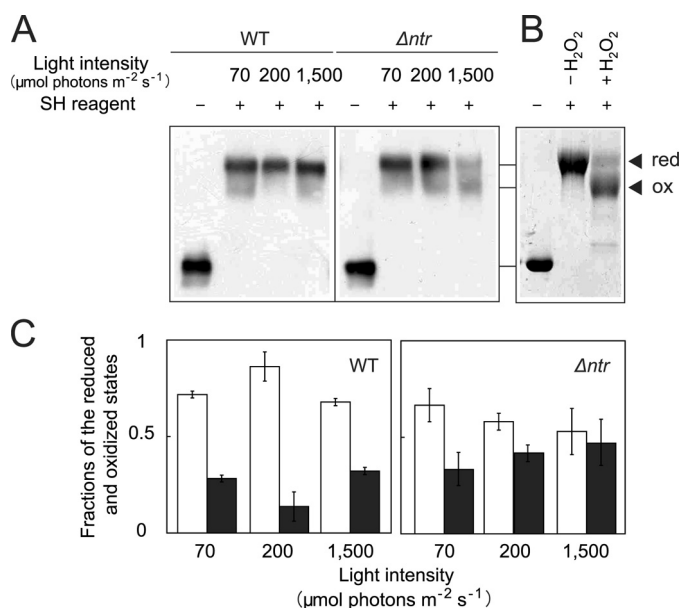 A
B
WT
Δntr
Light intensity
(μmol photons m⁻² s⁻¹)
70 200 1,500 70 200 1,500
− H₂O₂
+ H₂O₂
SH reagent − + + + − + + + − + +
red
ox
C
Fractions of the reduced
and oxidized states
1
0.5
0
WT
Δntr
70 200 1,500 70 200 1,500
Light intensity
(μmol photons m⁻² s⁻¹)